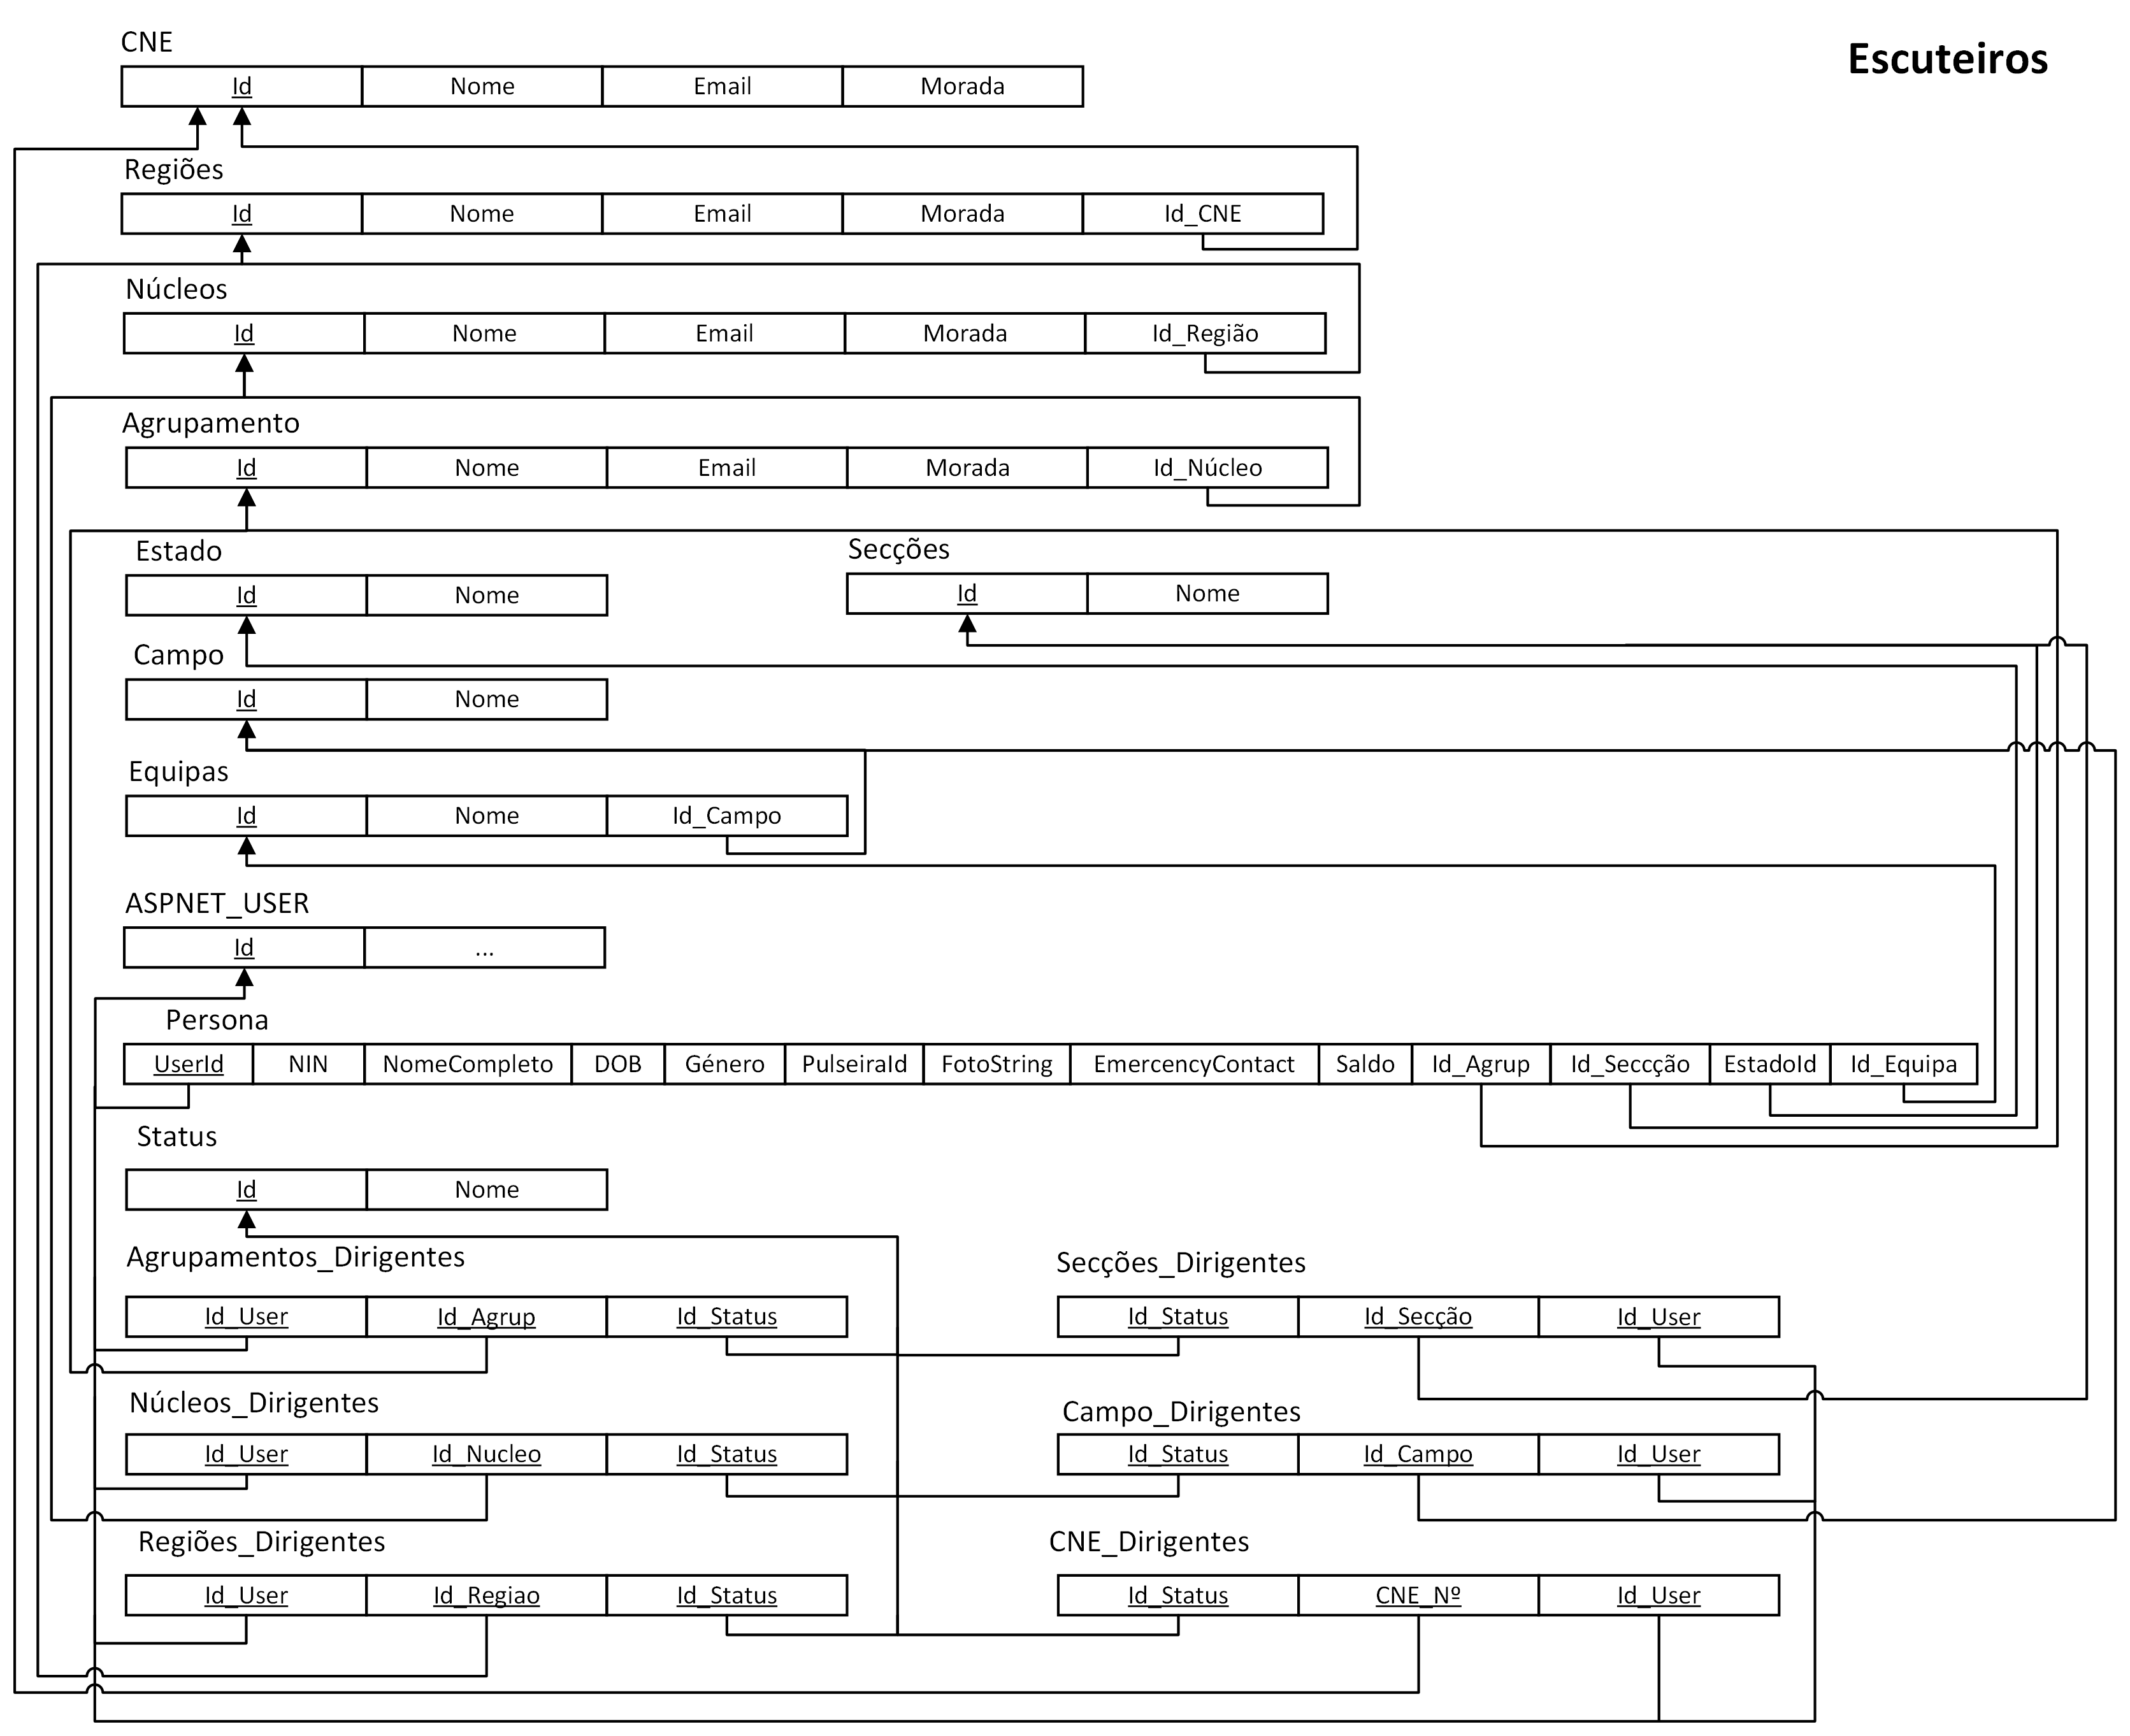 Escuteiros
CNE
Id Nome Email Morada
Regiões
Id Nome Email Morada Id_CNE
Núcleos
Id Nome Email Morada Id_Região
Agrupamento
Id Nome Email Morada Id_Núcleo
Estado Secções
Id Nome Id Nome
Campo
Id Nome
Equipas
Id Nome Id_Campo
ASPNET_USER
Id ...
Persona
UserId NIN NomeCompleto DOB Género PulseiraId FotoString EmercencyContact Saldo Id_Agrup Id_Seccção EstadoId Id_Equipa
Status
Id Nome
Agrupamentos_Dirigentes Secções_Dirigentes
Id_User Id_Agrup Id_Status Id_Status Id_Secção Id_User
Núcleos_Dirigentes Campo_Dirigentes
Id_User Id_Nucleo Id_Status Id_Status Id_Campo Id_User
Regiões_Dirigentes CNE_Dirigentes
Id_User Id_Regiao Id_Status Id_Status CNE_Nº Id_User